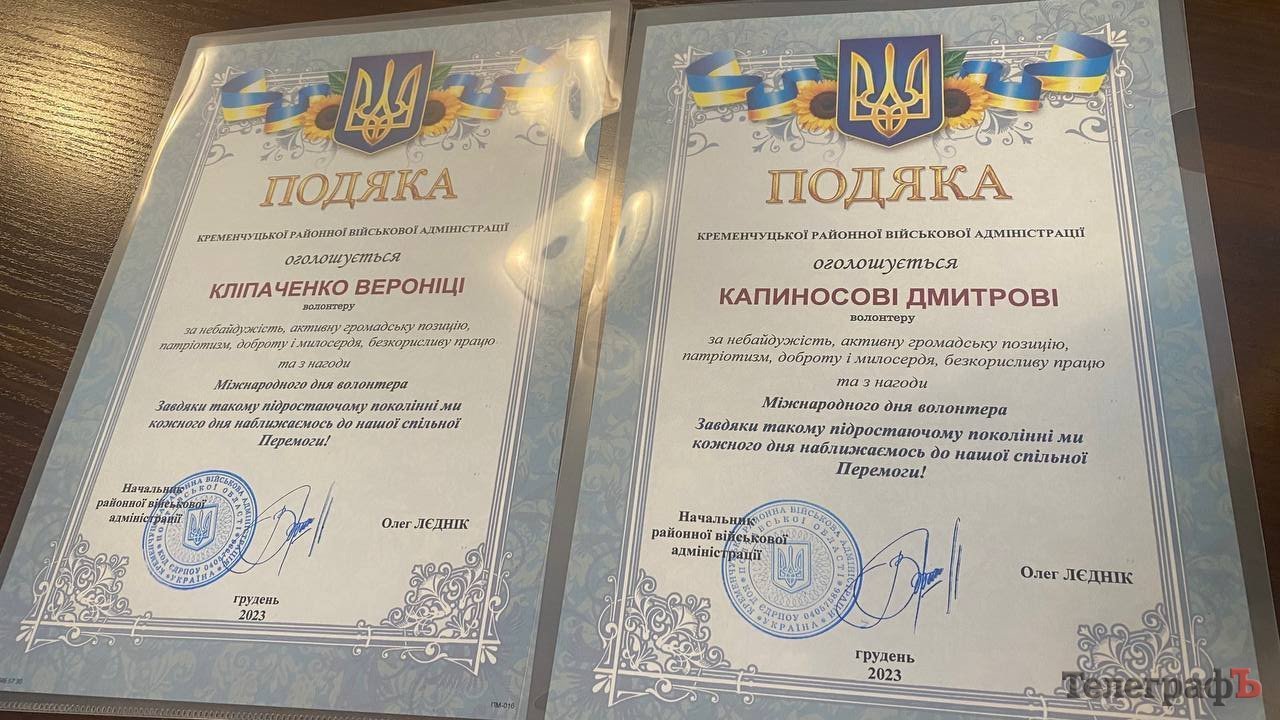 ПОДЯКА
КРЕМЕНЧУЦЬКОЇ РАЙОННОЇ ВІЙСЬКОВОЇ АДМІНІСТРАЦІЇ
оголошується
КЛІПАЧЕНКО ВЕРОНІЦІ
волонтеру
за небайдужість, активну громадську позицію,
патріотизм, доброту і милосердя, безкорисливу працю
та з нагоди
Міжнародного дня волонтера
Завдяки такому підростаючому поколінні ми
кожного дня наближаємось до нашої спільної
Перемоги!
Начальник
районної військової
адміністрації
Олег ЛЄДНІК
грудень
2023
ПМ-016
ПОДЯКА
КРЕМЕНЧУЦЬКОЇ РАЙОННОЇ ВІЙСЬКОВОЇ АДМІНІСТРАЦІЇ
оголошується
КАПИНОСОВІ ДМИТРОВІ
волонтеру
за небайдужість, активну громадську позицію,
патріотизм, доброту і милосердя, безкорисливу працю
та з нагоди
Міжнародного дня волонтера
Завдяки такому підростаючому поколінні ми
кожного дня наближаємось до нашої спільної
Перемоги!
Начальник
районної військової
адміністрації
Олег ЛЄДНІК
грудень
2023
ТелеграфЪ